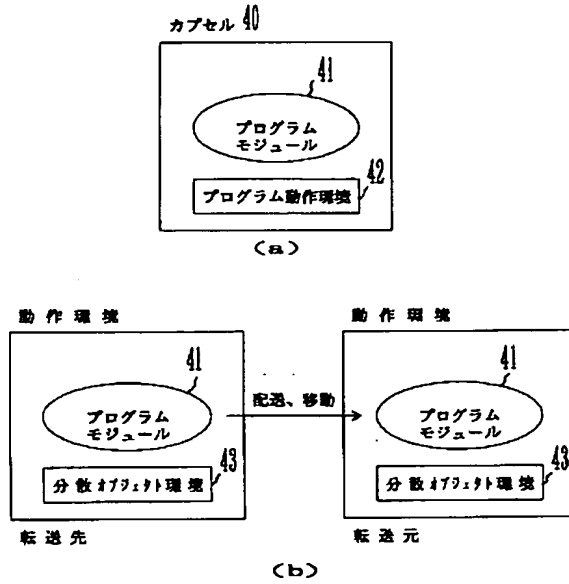 カプセル 40
41
プログラム
モジュール
42
プログラム動作環境
(a)
動作環境
動作環境
41
41
プログラム
モジュール
配送、移動
プログラム
モジュール
43
43
分散オブジェクト環境
分散オブジェクト環境
転送先
転送元
(b)